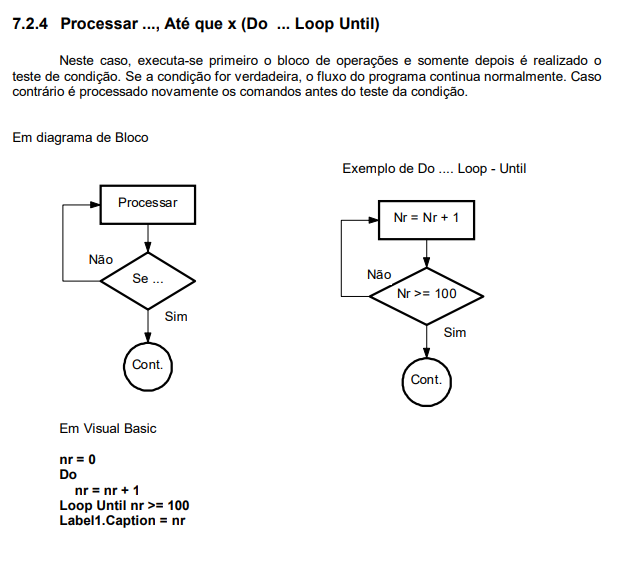 7.2.4 Processar ..., Até que x (Do ... Loop Until)
Neste caso, executa-se primeiro o bloco de operações e somente depois é realizado o
teste de condição. Se a condição for verdadeira, o fluxo do programa continua normalmente. Caso
contrário é processado novamente os comandos antes do teste da condição.
Em diagrama de Bloco
Exemplo de Do .... Loop - Until
Processar
Não
Se ...
Sim
Cont.
Nr = Nr + 1
Não
Nr >= 100
Sim
Cont.
Em Visual Basic
nr = 0
Do
nr = nr + 1
Loop Until nr >= 100
Label1.Caption = nr